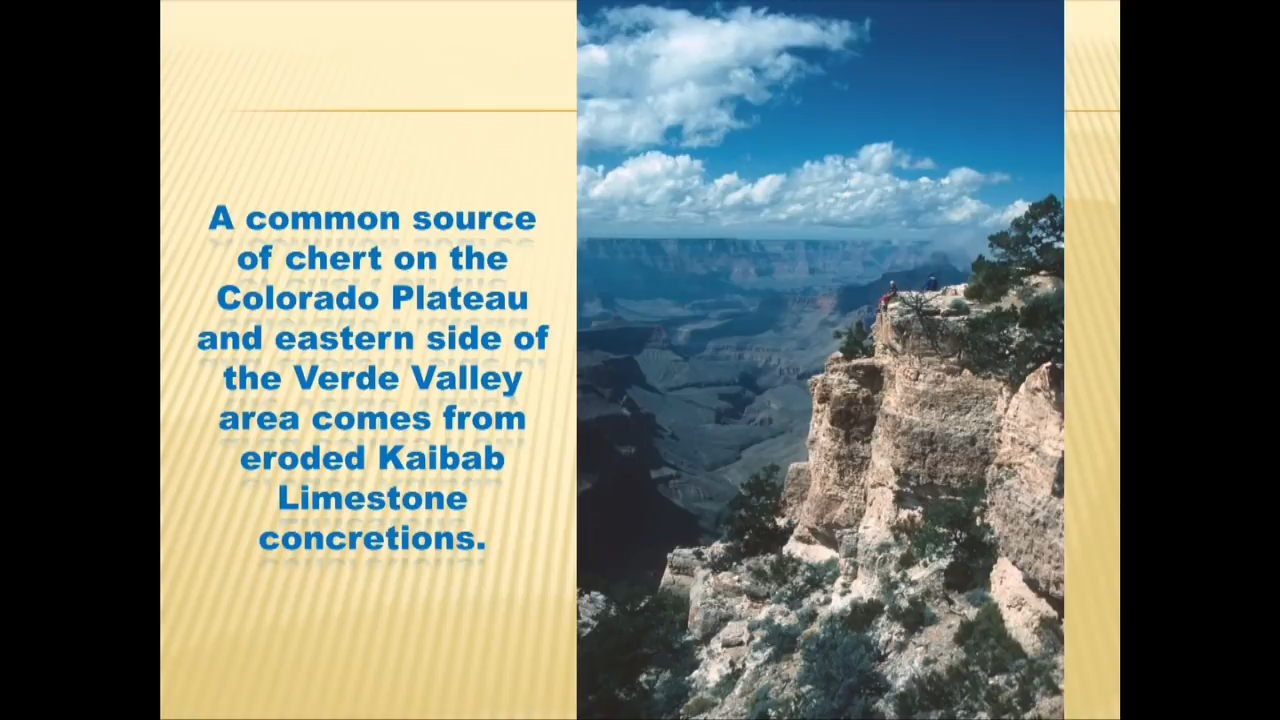 A common source
of chert on the
Colorado Plateau
and eastern side of
the Verde Valley
area comes from
eroded Kaibab
Limestone
concretions.